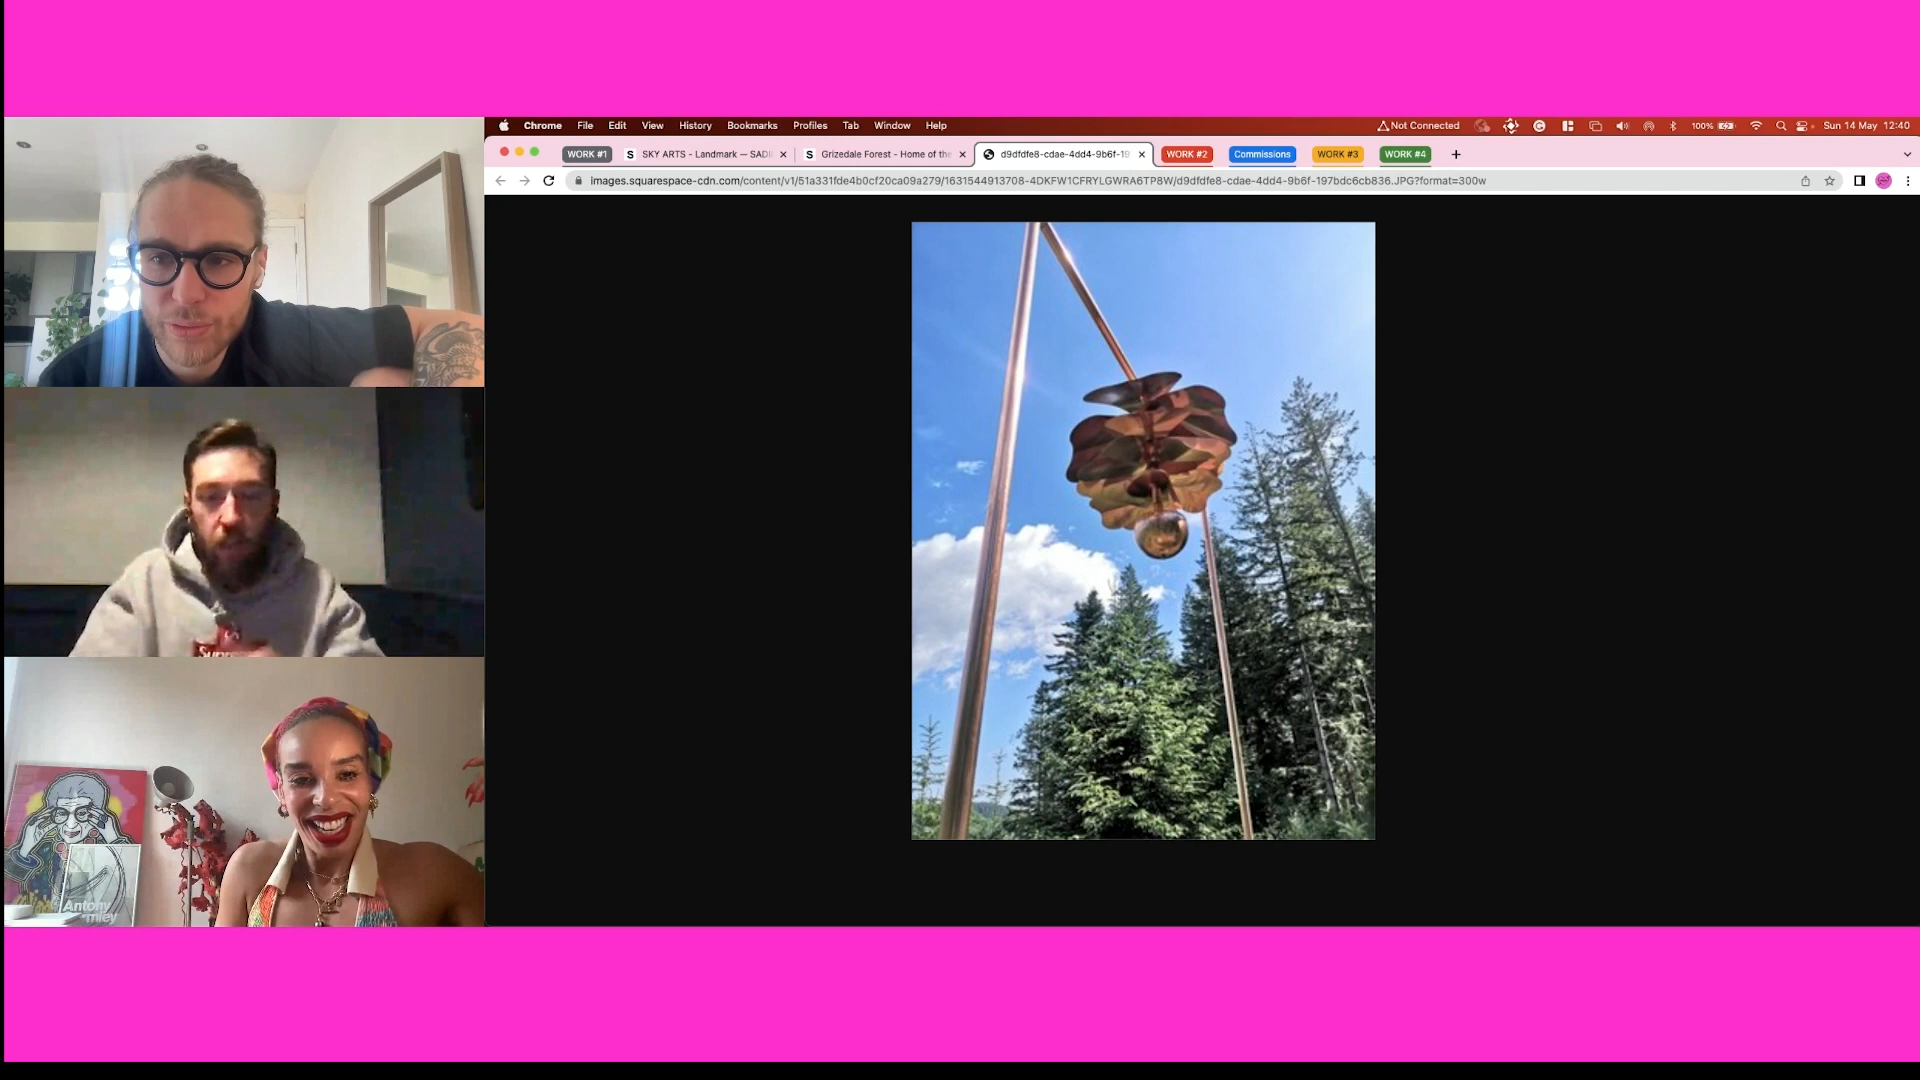 Chrome File Edit View History Bookmarks Profiles Tab Window Help Not Connected 100% Sun 14 May 12:40
WORK #1 SKY ARTS - Landmark — SADI Grizedale Forest - Home of the d9dfdfe8-cdae-4dd4-9b6f-19 WORK #2 Commissions WORK #3 WORK #4
images.squarespace-cdn.com/content/v1/51a331fde4b0cf20ca09a279/1631544913708-4DKFW1CFRYLGWRA6TP8W/d9dfdfe8-cdae-4dd4-9b6f-197bdc6cb836.JPG?format=300w
Antony